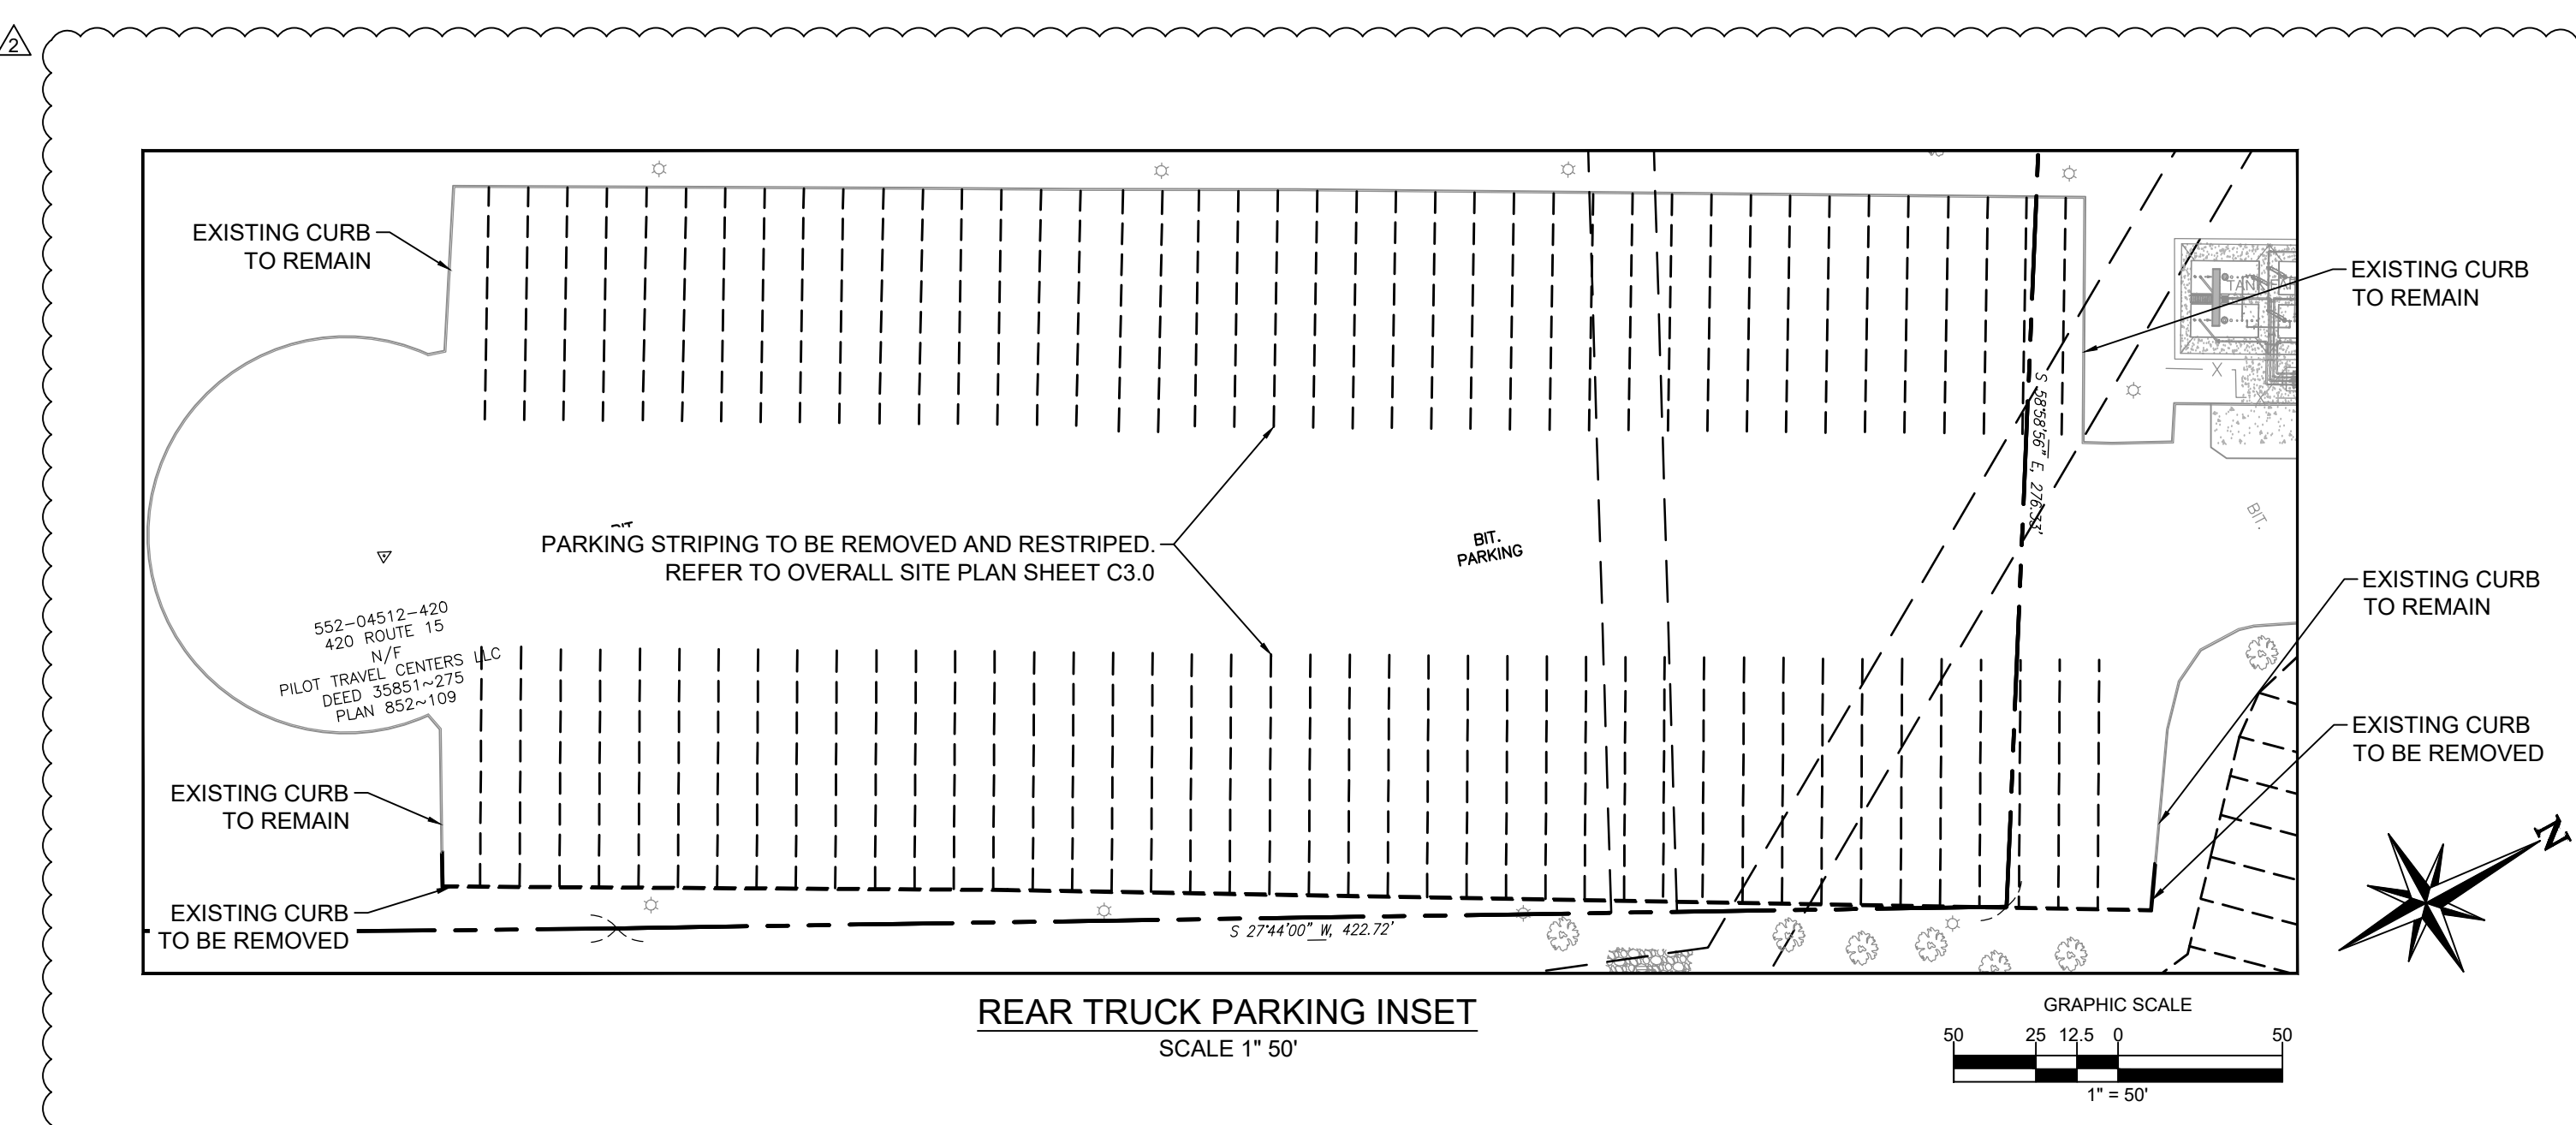 2
EXISTING CURB
TO REMAIN
EXISTING CURB
TO REMAIN
S 58°58'56" E, 276.33'
PARKING STRIPING TO BE REMOVED AND RESTRIPED.
REFER TO OVERALL SITE PLAN SHEET C3.0
BIT.
PARKING
BIT.
X
552-04512-420
420 ROUTE 15
N/F
PILOT TRAVEL CENTERS LLC
DEED 35851~275
PLAN 852~109
EXISTING CURB
TO REMAIN
EXISTING CURB
TO BE REMOVED
EXISTING CURB
TO REMAIN
EXISTING CURB
TO BE REMOVED
S 27°44'00" W, 422.72'
N
REAR TRUCK PARKING INSET
SCALE 1" 50'
GRAPHIC SCALE
50 25 12.5 0 50
1" = 50'